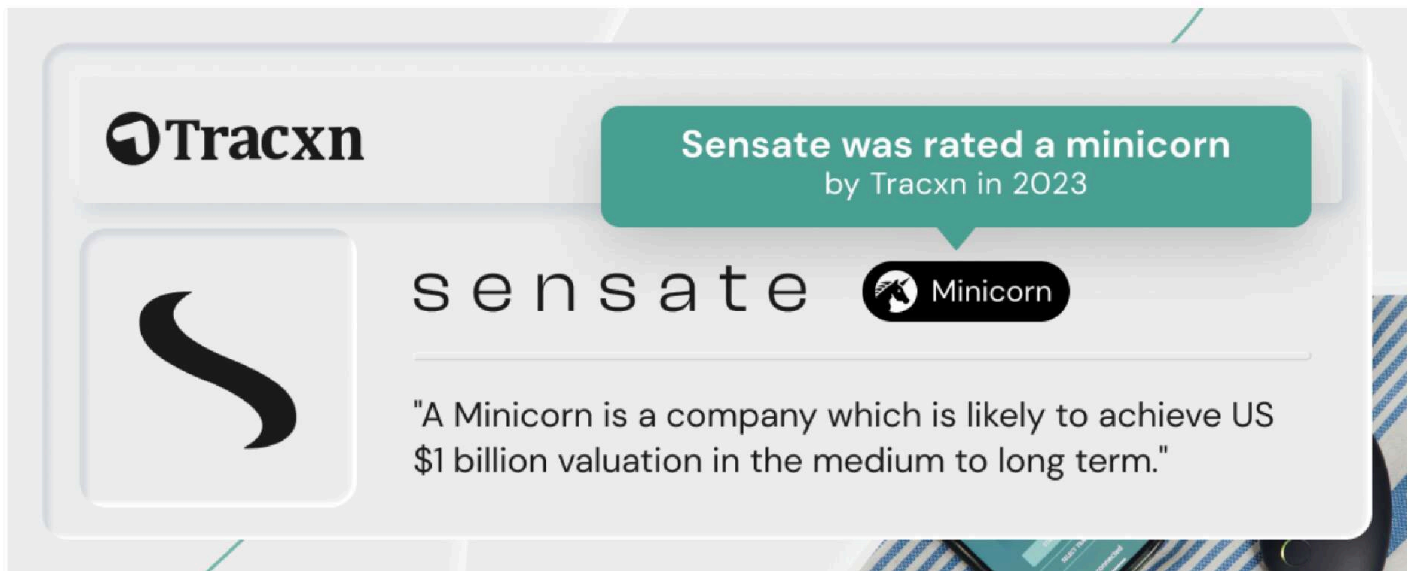 Tracxn
Sensate was rated a minicorn
by Tracxn in 2023
sensate
Minicorn
"A Minicorn is a company which is likely to achieve US
$1 billion valuation in the medium to long term."